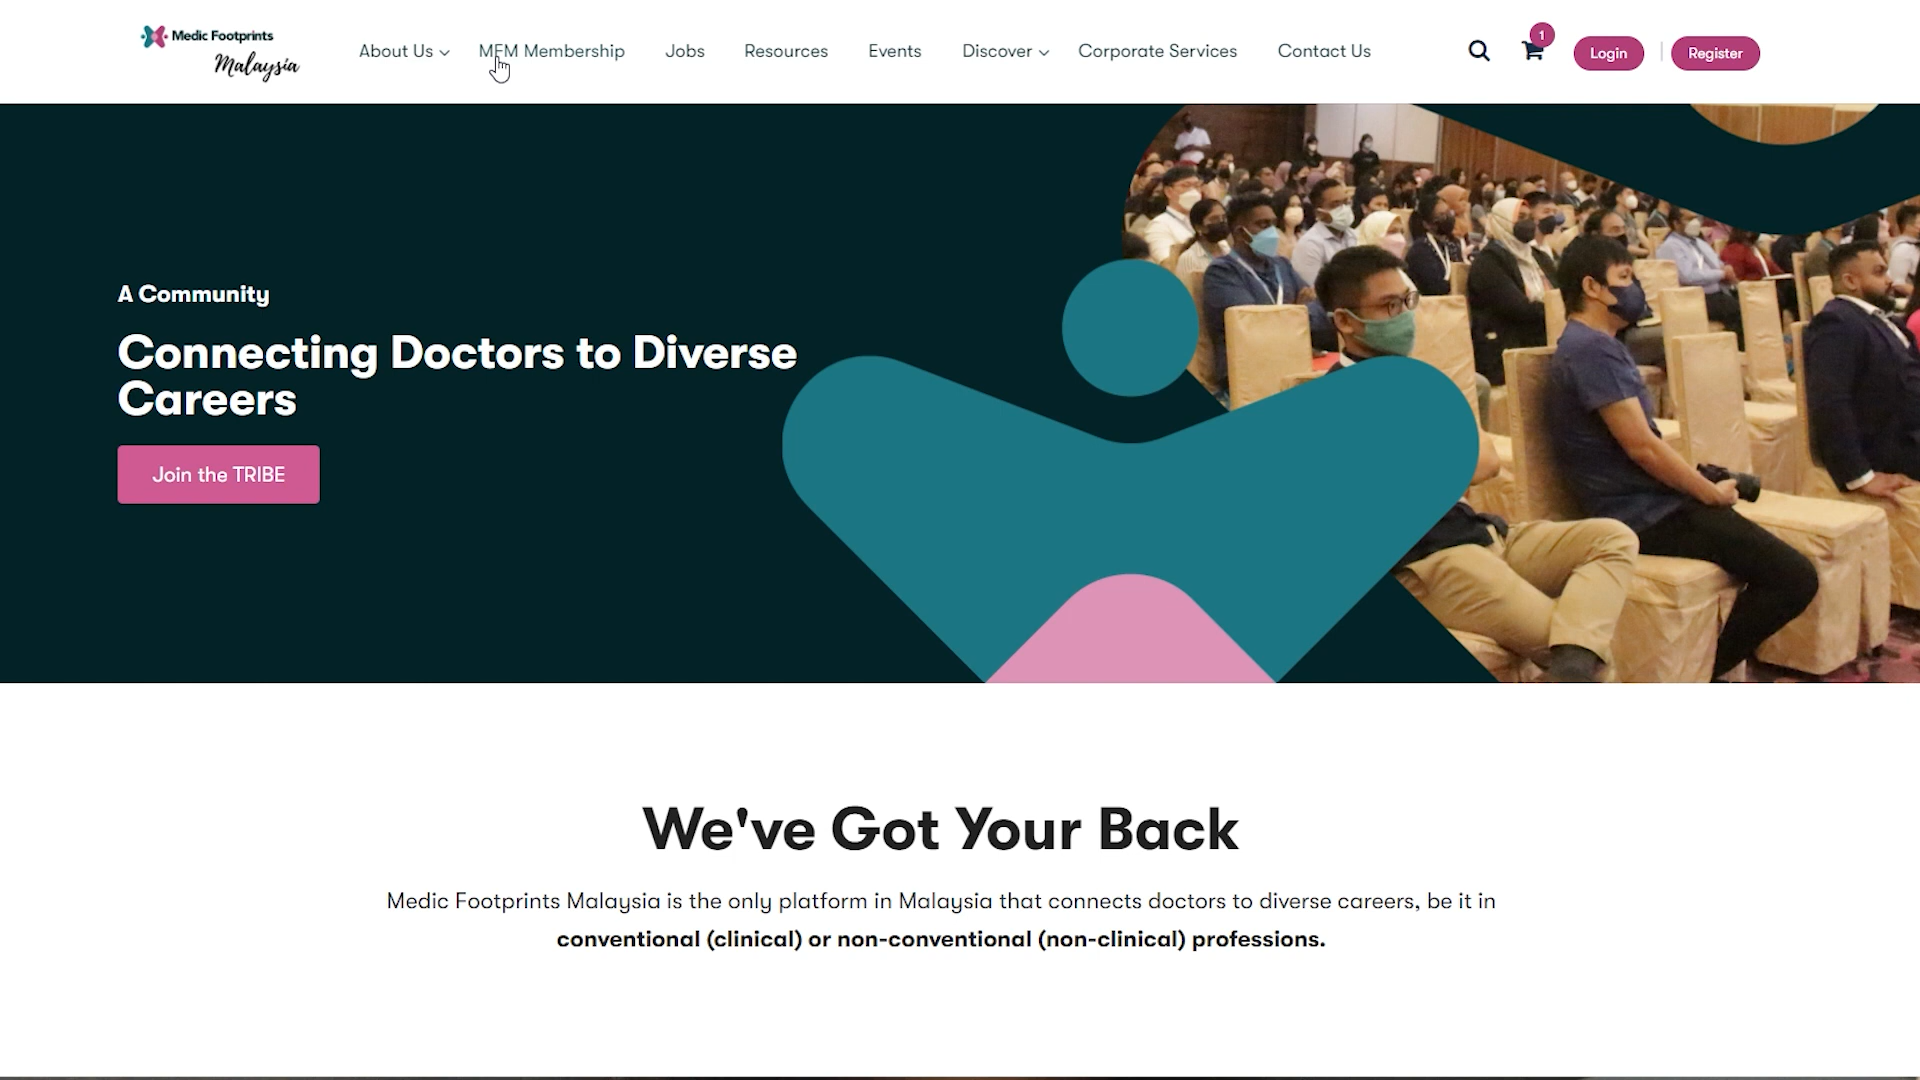 Medic Footprints
Malaysia
About Us
MFM Membership
Jobs
Resources
Events
Discover
Corporate Services
Contact Us
1
Login
Register
A Community
Connecting Doctors to Diverse
Careers
Join the TRIBE
We've Got Your Back
Medic Footprints Malaysia is the only platform in Malaysia that connects doctors to diverse careers, be it in
conventional (clinical) or non-conventional (non-clinical) professions.